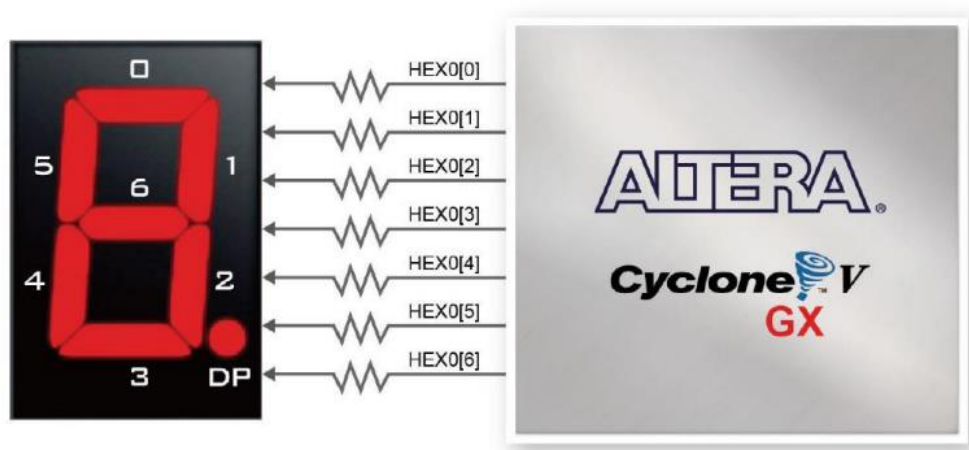 0
5
1
6
4
2
3
DP
HEX0[0]
HEX0[1]
HEX0[2]
HEX0[3]
HEX0[4]
HEX0[5]
HEX0[6]
ALTERA®
Cyclone™ V
GX